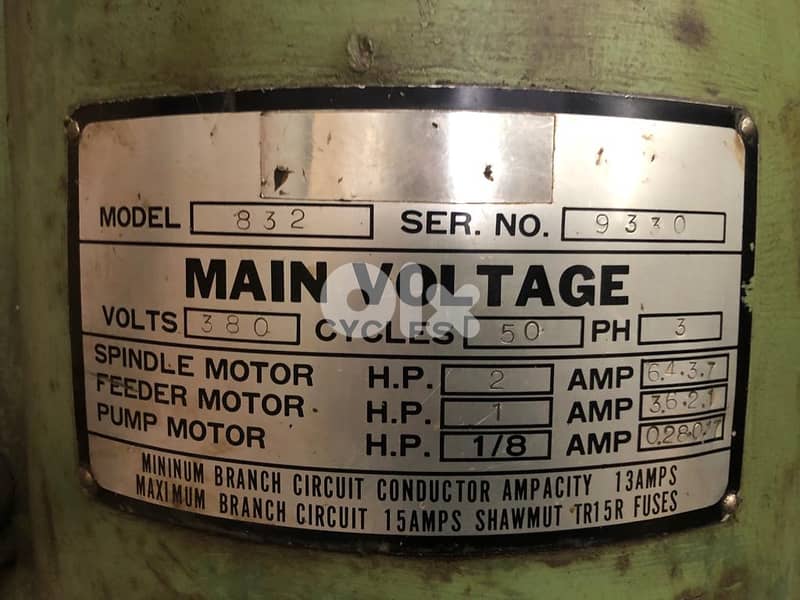 MODEL 832 SER. NO. 9330
MAIN VOLTAGE
olx
VOLTS 380 CYCLES 50 PH 3
SPINDLE MOTOR H.P. 2 AMP 6.4.3.7
FEEDER MOTOR H.P. 1 AMP 3.6.2.1
PUMP MOTOR H.P. 1/8 AMP 0.28.0.17
MININUM BRANCH CIRCUIT CONDUCTOR AMPACITY 13AMPS
MAXIMUM BRANCH CIRCUIT 15AMPS SHAWMUT TR15R FUSES